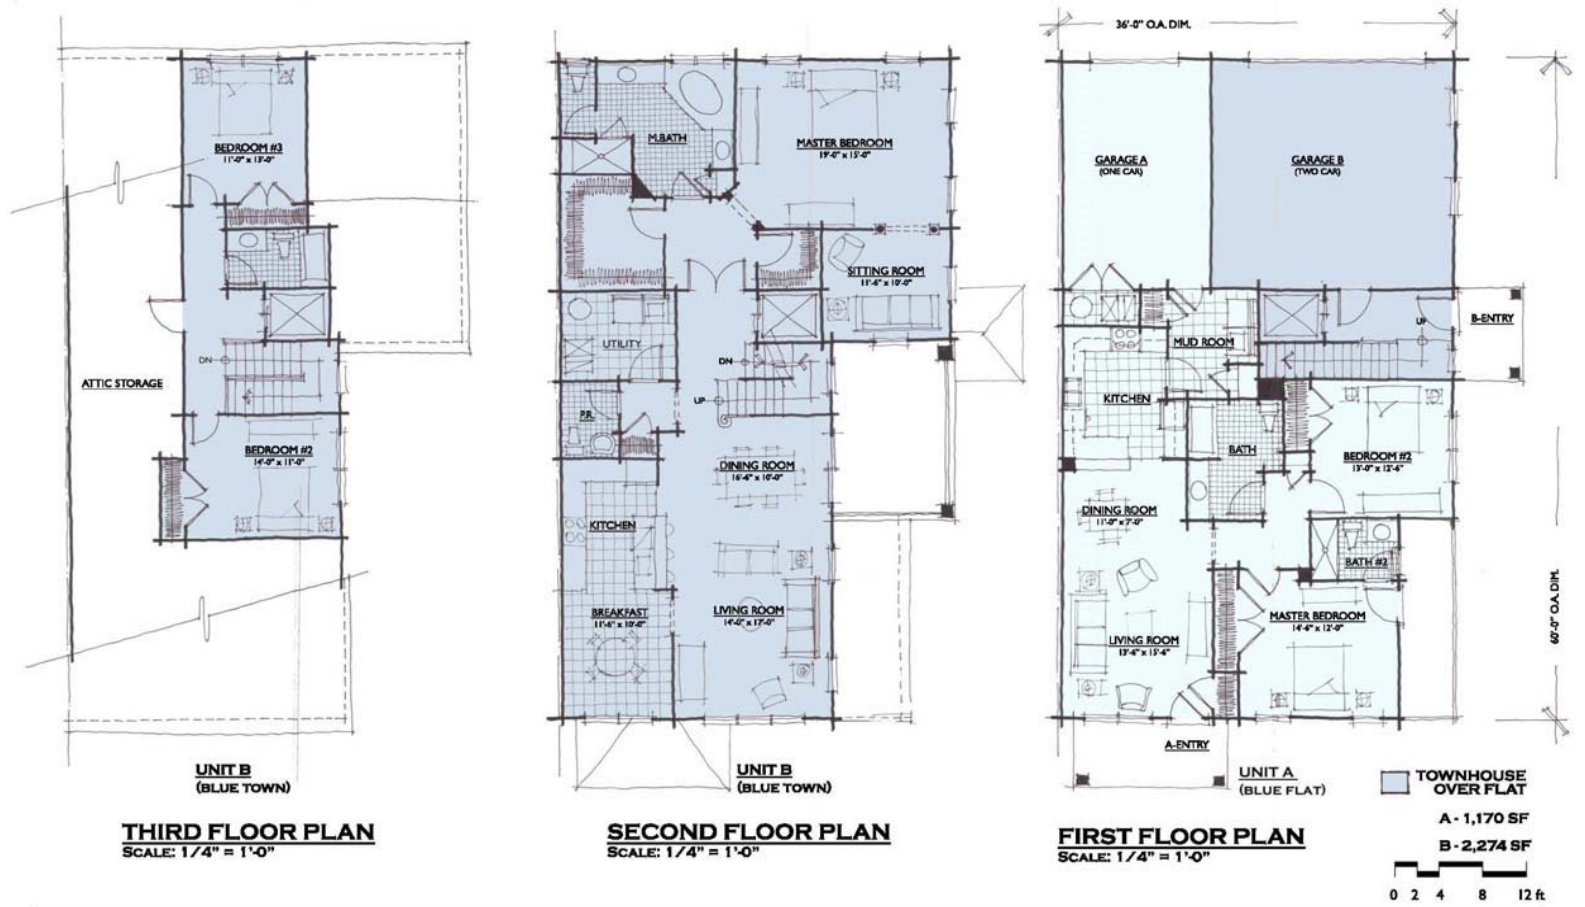 BEDROOM #3
11'-0" x 13'-0"
DN
ATTIC STORAGE
BEDROOM #2
14'-0" x 11'-0"
UNIT B
(BLUE TOWN)
THIRD FLOOR PLAN
SCALE: 1/4" = 1'-0"
M.BATH
MASTER BEDROOM
19'-0" x 15'-0"
SITTING ROOM
11'-6" x 10'-0"
UTILITY
DN
UP
P.R.
DINING ROOM
16'-6" x 10'-0"
KITCHEN
BREAKFAST
11'-6" x 10'-0"
LIVING ROOM
14'-0" x 17'-0"
UNIT B
(BLUE TOWN)
SECOND FLOOR PLAN
SCALE: 1/4" = 1'-0"
36'-0" O.A. DIM.
GARAGE A
(ONE CAR)
GARAGE B
(TWO CAR)
UP
B-ENTRY
MUD ROOM
KITCHEN
BATH
BEDROOM #2
13'-0" x 12'-6"
DINING ROOM
11'-0" x 7'-0"
BATH #2
MASTER BEDROOM
14'-6" x 12'-0"
LIVING ROOM
13'-6" x 15'-6"
60'-0" O.A. DIM.
A-ENTRY
UNIT A
(BLUE FLAT)
FIRST FLOOR PLAN
SCALE: 1/4" = 1'-0"
TOWNHOUSE
OVER FLAT
A - 1,170 SF
B - 2,274 SF
0 2 4 8 12 ft